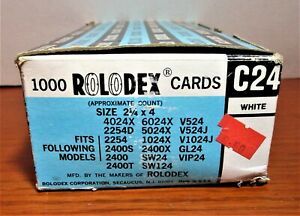 1000 ROLODEX® CARDS
C24
(APPROXIMATE COUNT)
SIZE 2¼ x 4
WHITE
4024X 6024X V524
2254D 5024X V524J
FITS 2254 1024X V1024J
FOLLOWING 2400S 2400X GL24
MODELS 2400 SW24 VIP24
2400T SW124
MFD. BY THE MAKERS OF ROLODEX
ROLODEX CORPORATION, SECAUCUS, N.J.